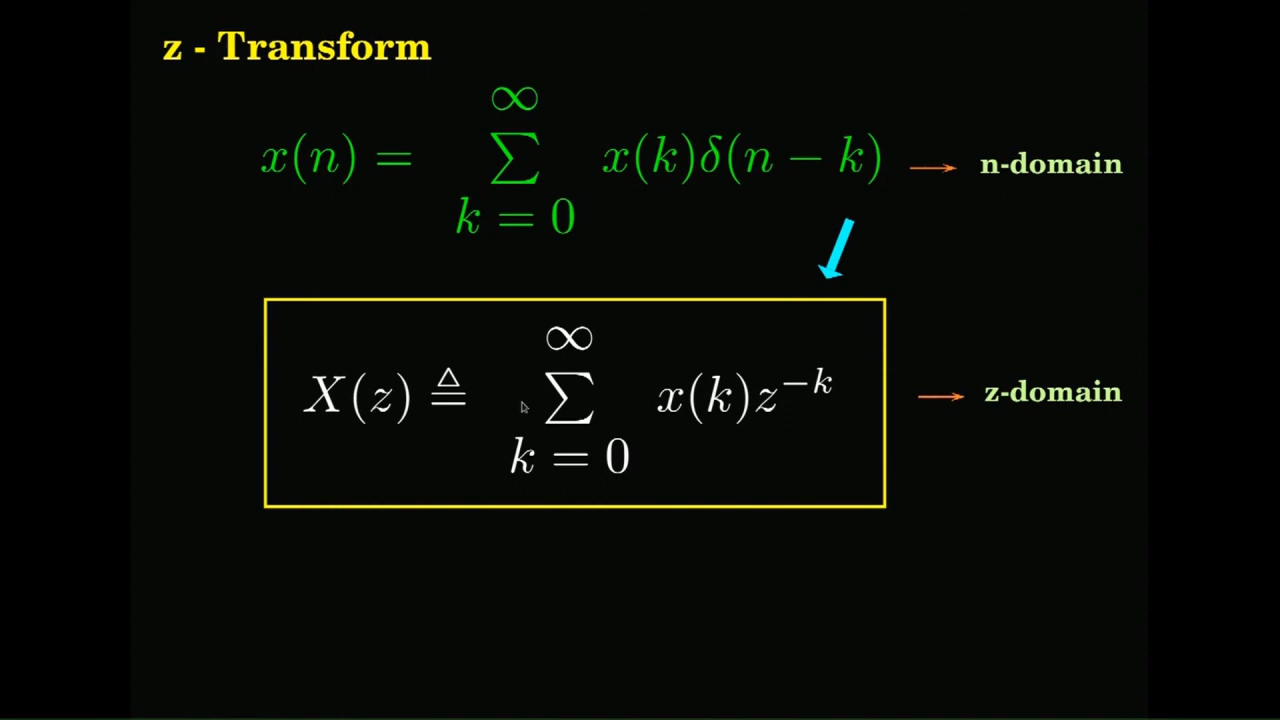 z - Transform
∞
x(n) = ∑ x(k)δ(n − k) → n-domain
k = 0
∞
X(z) ≜ ∑ x(k)z⁻ᵏ → z-domain
k = 0